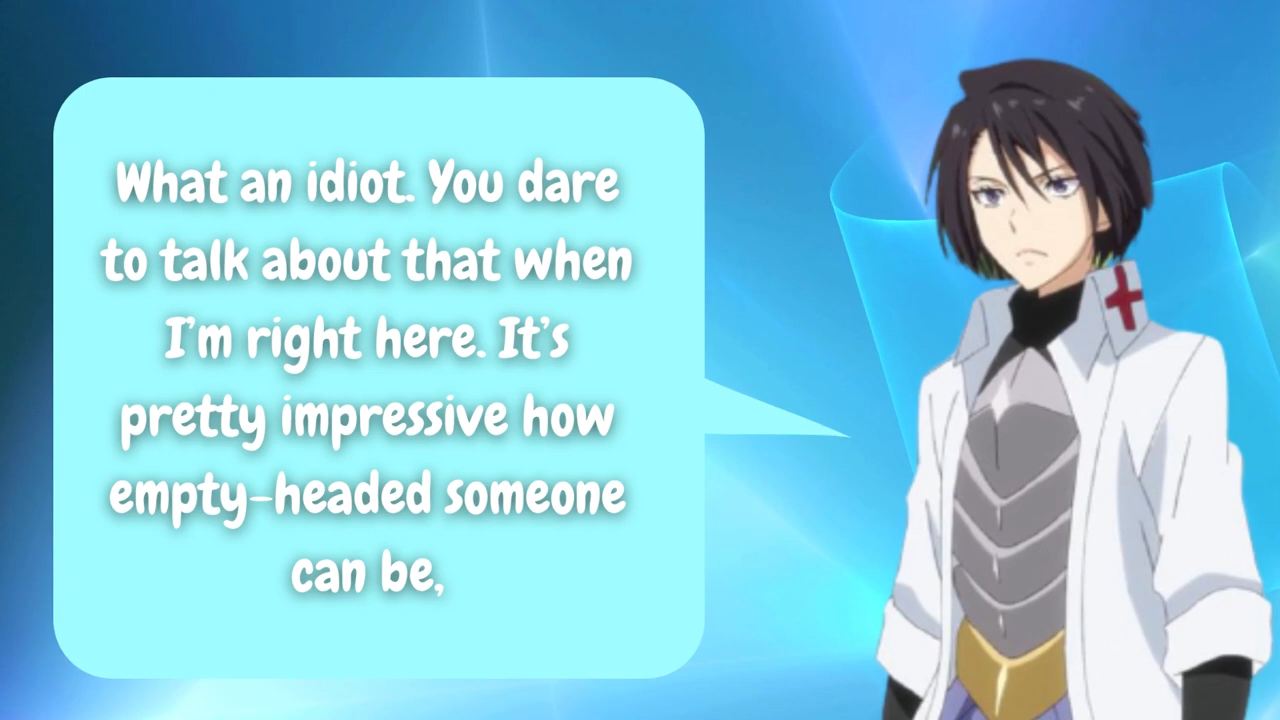 What an idiot. You dare
to talk about that when
I'm right here. It's
pretty impressive how
empty-headed someone
can be,